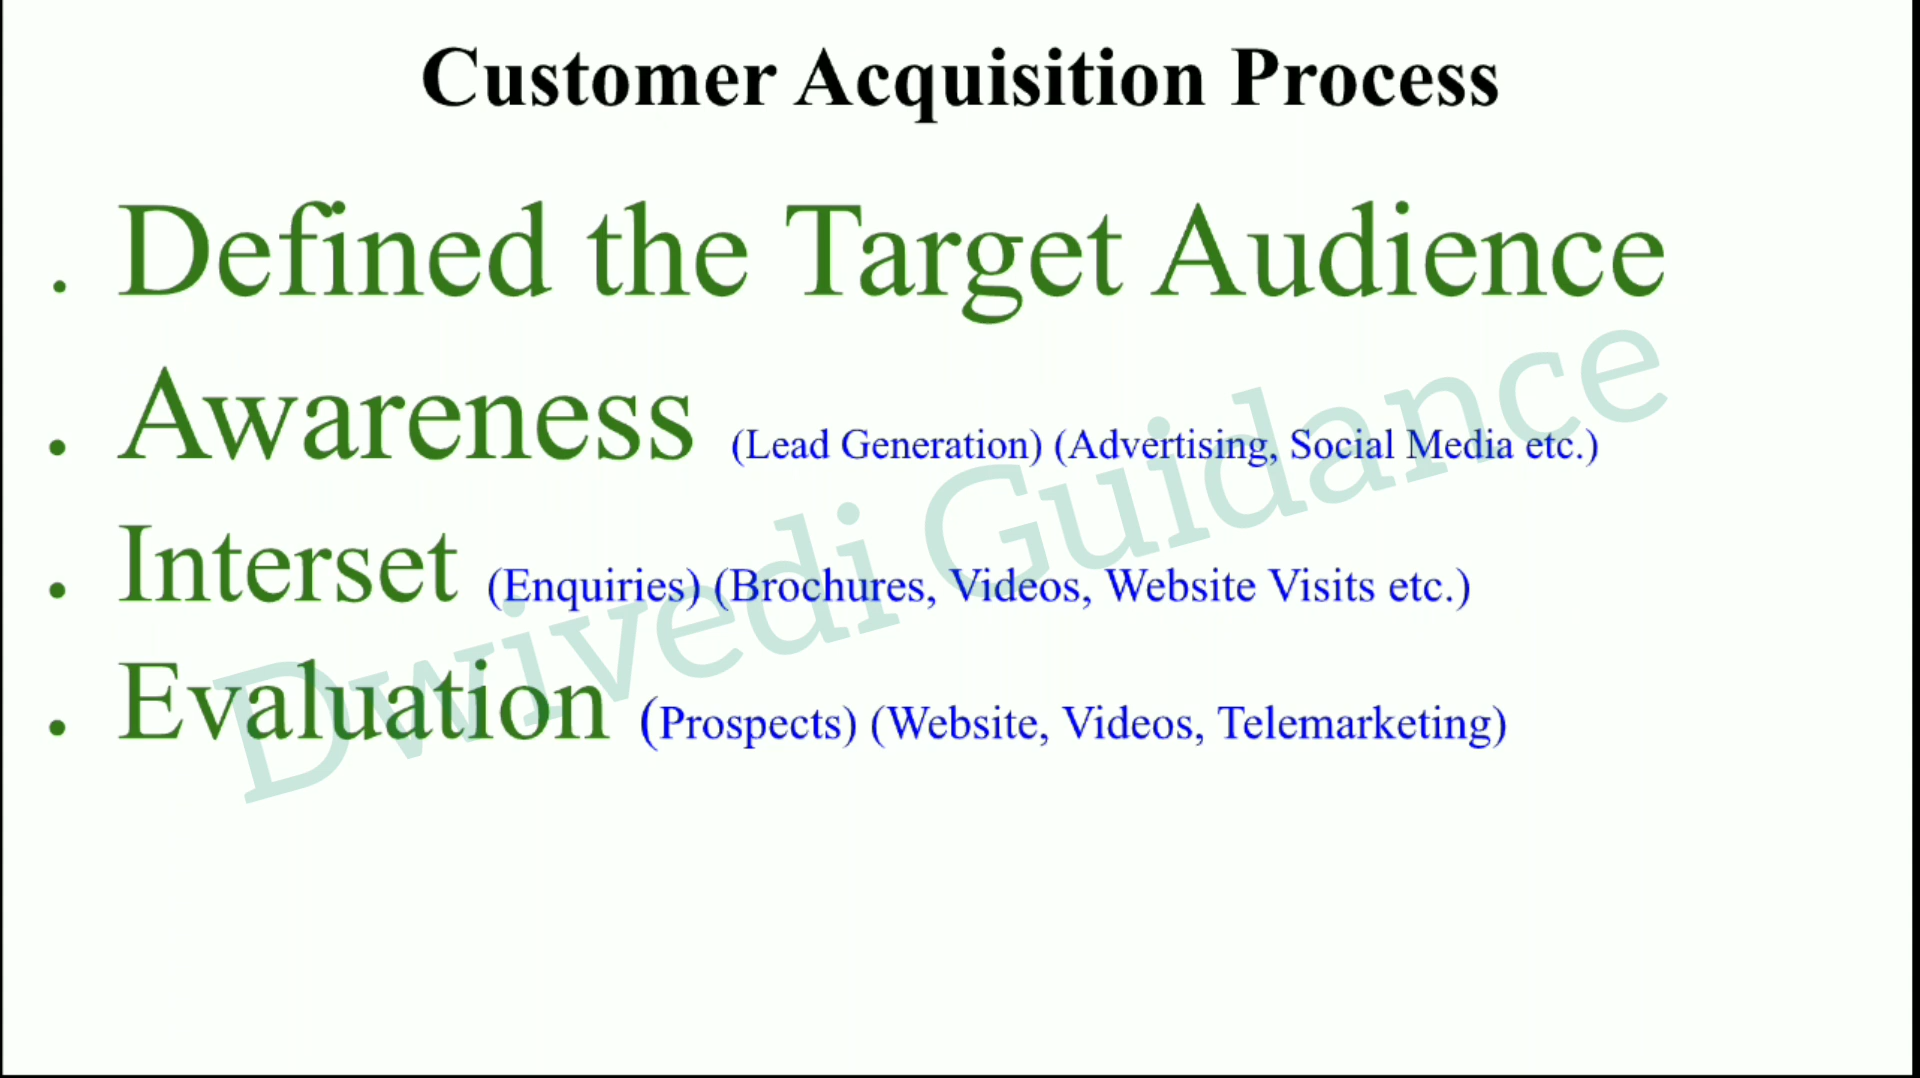 Customer Acquisition Process
. Defined the Target Audience
. Awareness (Lead Generation) (Advertising, Social Media etc.)
. Interset (Enquiries) (Brochures, Videos, Website Visits etc.)
. Evaluation (Prospects) (Website, Videos, Telemarketing)
Dwivedi Guidance